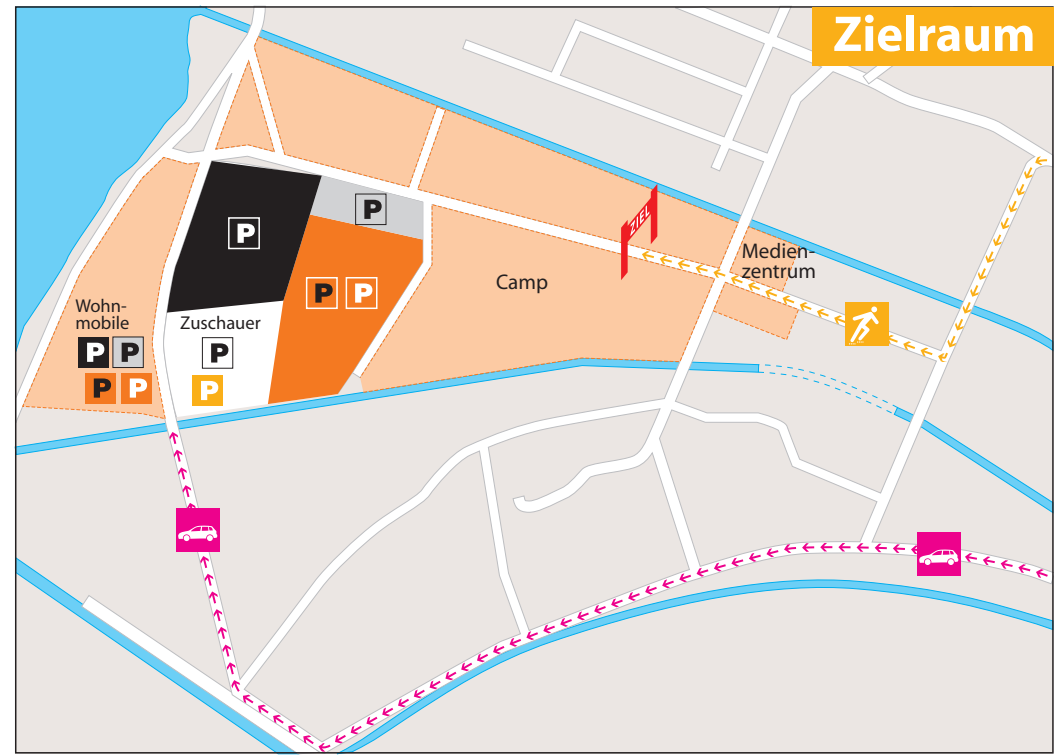 Zielraum
P
P
ZIEL
Medien-
zentrum
Camp
P P
Wohn-
mobile
P P
P P
Zuschauer
P
P